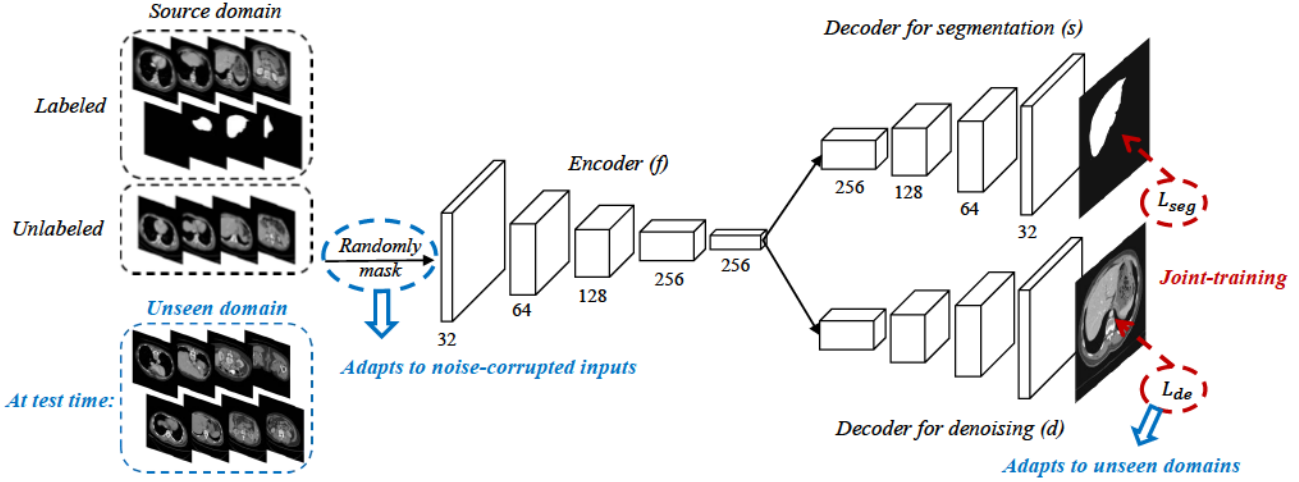 Source domain
Labeled
Unlabeled
Unseen domain
At test time:
Randomly
mask
Adapts to noise-corrupted inputs
Encoder (f)
32
64
128
256
256
Decoder for segmentation (s)
256
128
64
32
L_seg
Joint-training
L_de
Decoder for denoising (d)
Adapts to unseen domains